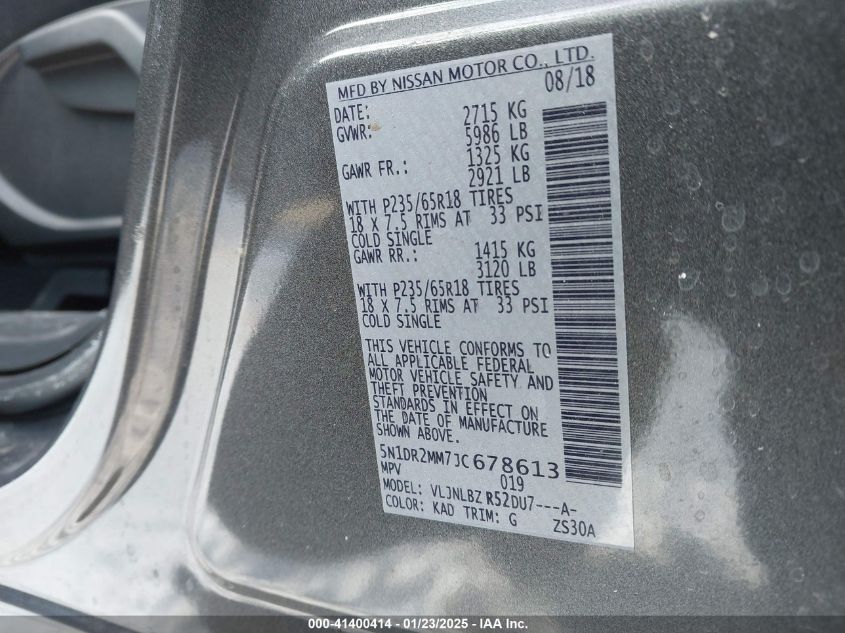 MFD BY NISSAN MOTOR CO., LTD.
DATE: 08/18
GVWR: 2715 KG
5986 LB
GAWR FR.: 1325 KG
2921 LB
WITH P235/65R18 TIRES
18 X 7.5 RIMS AT 33 PSI
COLD SINGLE
GAWR RR.: 1415 KG
3120 LB
WITH P235/65R18 TIRES
18 X 7.5 RIMS AT 33 PSI
COLD SINGLE
THIS VEHICLE CONFORMS TO
ALL APPLICABLE FEDERAL
MOTOR VEHICLE SAFETY AND
THEFT PREVENTION
STANDARDS IN EFFECT ON
THE DATE OF MANUFACTURE
SHOWN ABOVE.
5N1DR2MM7JC678613
MPV 019
MODEL: VLJNLBZ R52DU7---A-
COLOR: KAD TRIM: G ZS30A
000-41400414 - 01/23/2025 - IAA Inc.